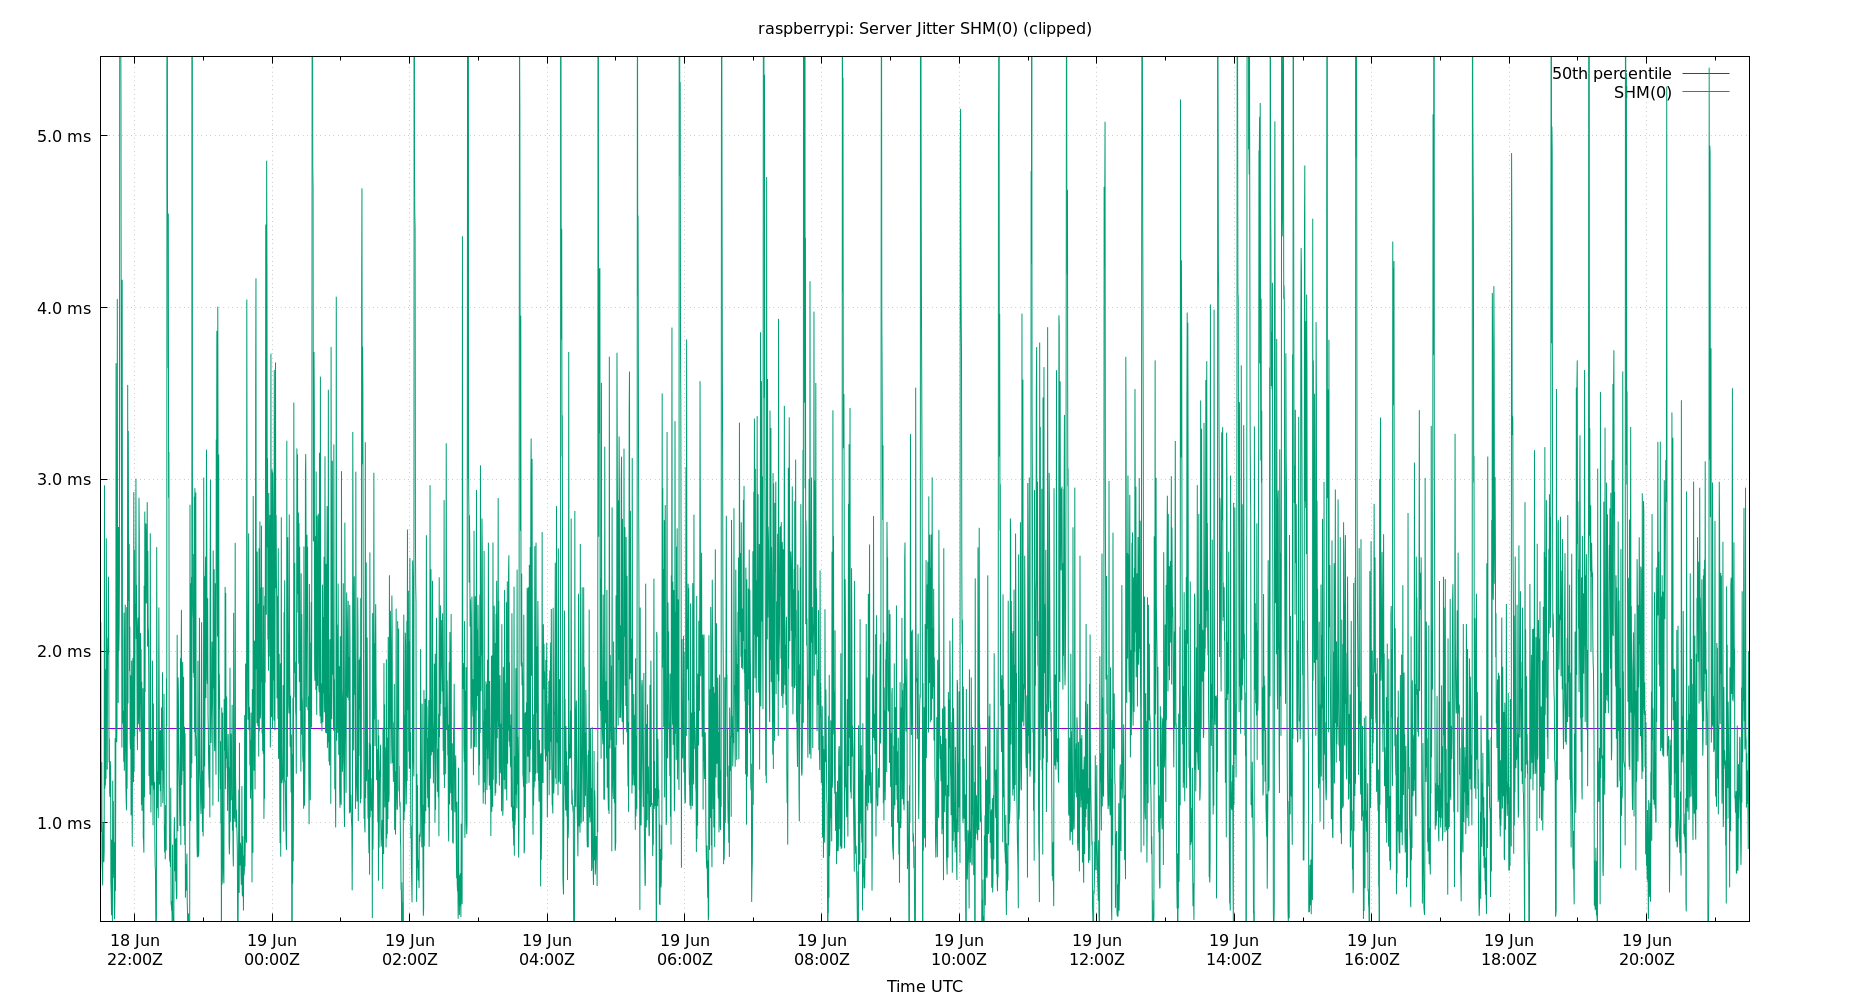 raspberrypi: Server Jitter SHM(0) (clipped)
50th percentile
SHM(0)
5.0 ms
4.0 ms
3.0 ms
2.0 ms
1.0 ms
18 Jun 19 Jun 19 Jun 19 Jun 19 Jun 19 Jun 19 Jun 19 Jun 19 Jun 19 Jun 19 Jun 19 Jun
22:00Z 00:00Z 02:00Z 04:00Z 06:00Z 08:00Z 10:00Z 12:00Z 14:00Z 16:00Z 18:00Z 20:00Z
Time UTC